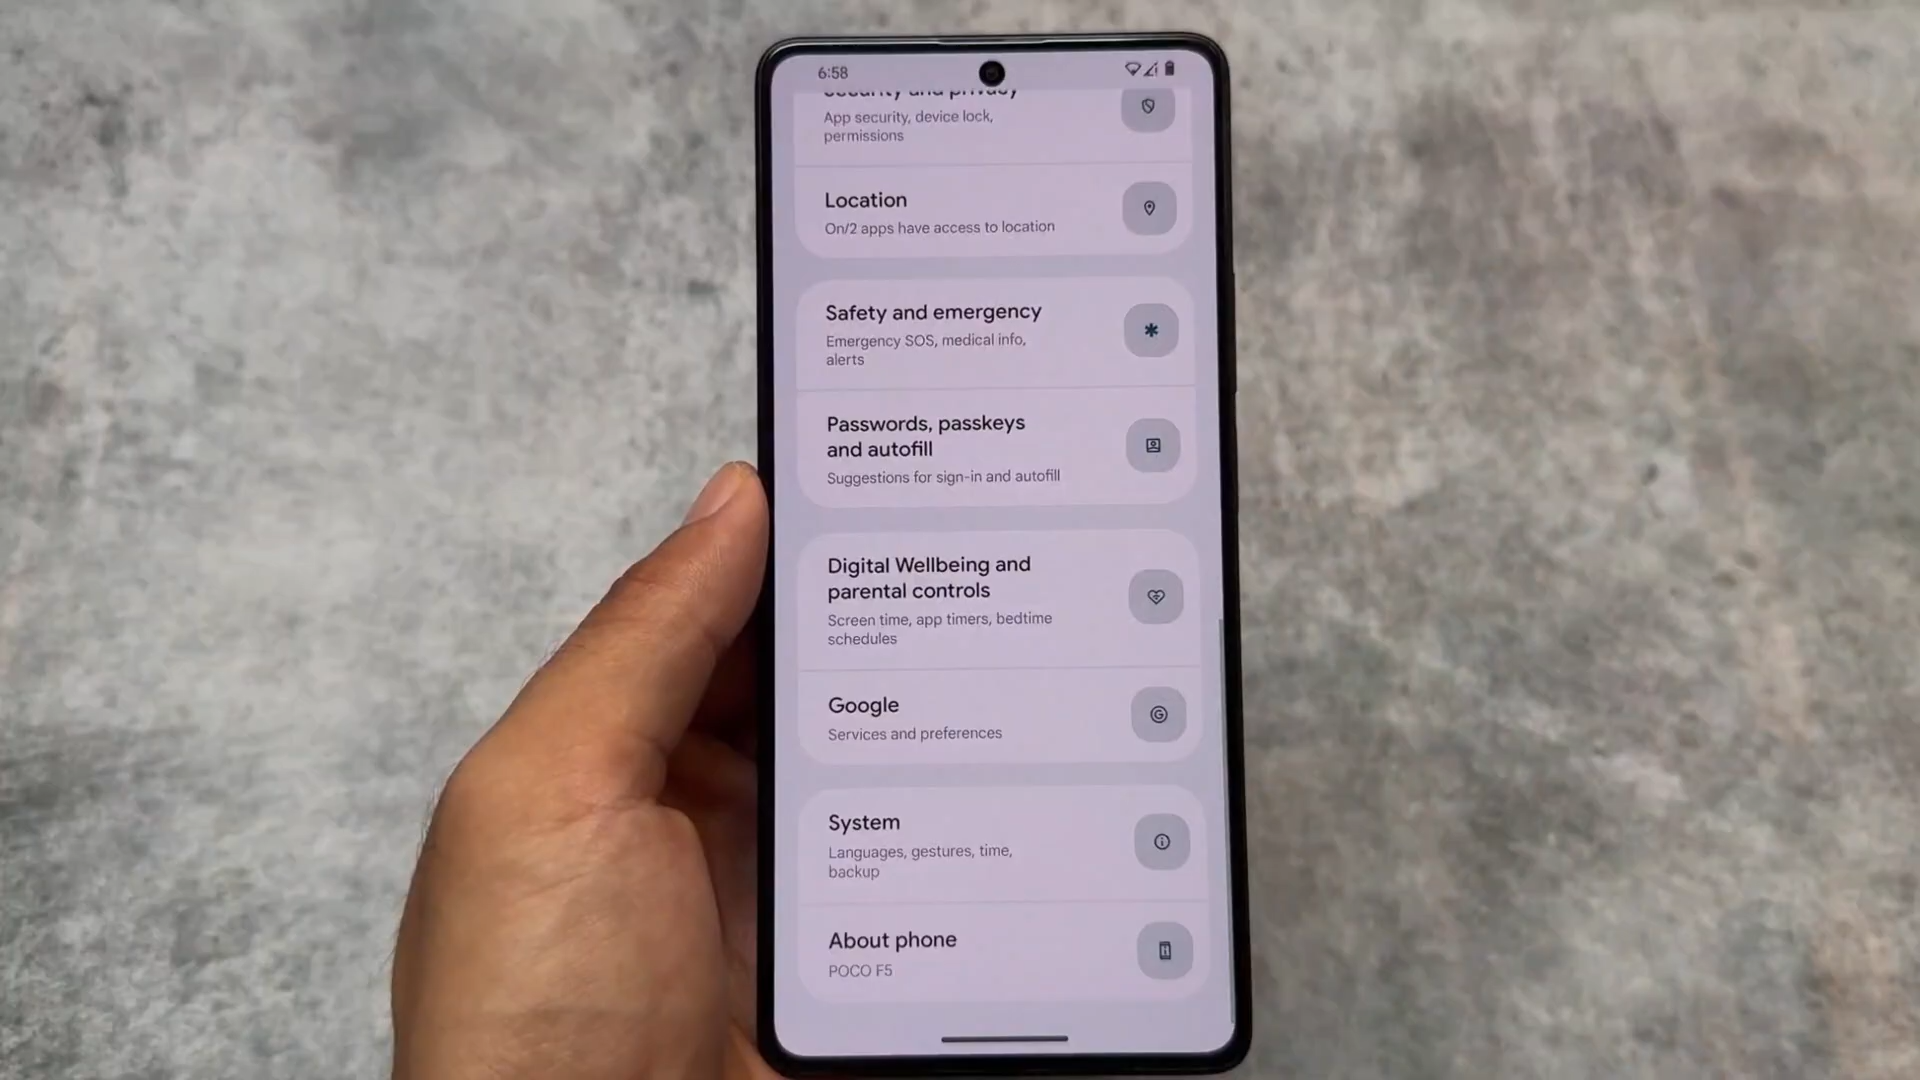 6:58
Security and privacy
App security, device lock,
permissions
Location
On/2 apps have access to location
Safety and emergency
Emergency SOS, medical info,
alerts
Passwords, passkeys
and autofill
Suggestions for sign-in and autofill
Digital Wellbeing and
parental controls
Screen time, app timers, bedtime
schedules
Google
Services and preferences
System
Languages, gestures, time,
backup
About phone
POCO F5